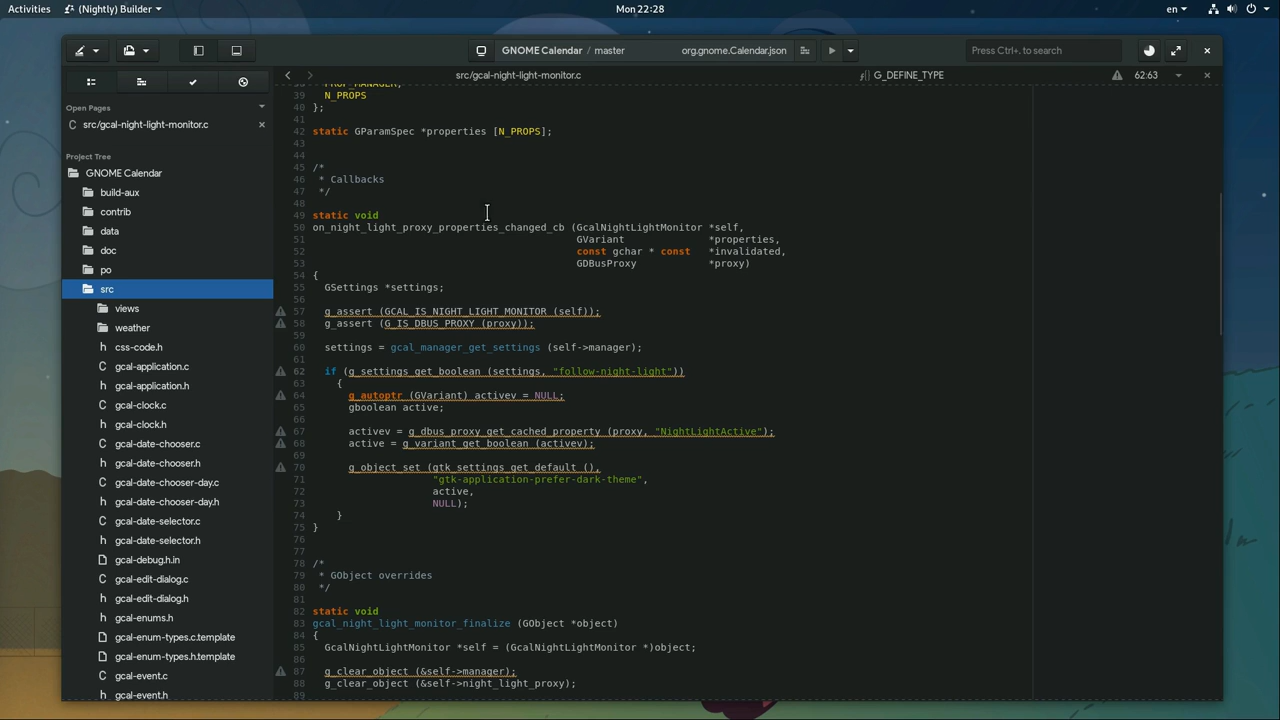 Activities
(Nightly) Builder
Mon 22:28
en
GNOME Calendar / master
org.gnome.Calendar.json
Press Ctrl+. to search
src/gcal-night-light-monitor.c
G_DEFINE_TYPE
62:63
Open Pages
src/gcal-night-light-monitor.c
Project Tree
GNOME Calendar
build-aux
contrib
data
doc
po
src
views
weather
css-code.h
gcal-application.c
gcal-application.h
gcal-clock.c
gcal-clock.h
gcal-date-chooser.c
gcal-date-chooser.h
gcal-date-chooser-day.c
gcal-date-chooser-day.h
gcal-date-selector.c
gcal-date-selector.h
gcal-debug.h.in
gcal-edit-dialog.c
gcal-edit-dialog.h
gcal-enums.h
gcal-enum-types.c.template
gcal-enum-types.h.template
gcal-event.c
gcal-event.h
38 PROP_MANAGER,
39 N_PROPS
40 };
41
42 static GParamSpec *properties [N_PROPS];
43
44
45 /*
46 * Callbacks
47 */
48
49 static void
50 on_night_light_proxy_properties_changed_cb (GcalNightLightMonitor *self,
51 GVariant *properties,
52 const gchar * const *invalidated,
53 GDBusProxy *proxy)
54 {
55 GSettings *settings;
56
57 g_assert (GCAL_IS_NIGHT_LIGHT_MONITOR (self));
58 g_assert (G_IS_DBUS_PROXY (proxy));
59
60 settings = gcal_manager_get_settings (self->manager);
61
62 if (g_settings_get_boolean (settings, "follow-night-light"))
63 {
64 g_autoptr (GVariant) activev = NULL;
65 gboolean active;
66
67 activev = g_dbus_proxy_get_cached_property (proxy, "NightLightActive");
68 active = g_variant_get_boolean (activev);
69
70 g_object_set (gtk_settings_get_default (),
71 "gtk-application-prefer-dark-theme",
72 active,
73 NULL);
74 }
75 }
76
77
78 /*
79 * GObject overrides
80 */
81
82 static void
83 gcal_night_light_monitor_finalize (GObject *object)
84 {
85 GcalNightLightMonitor *self = (GcalNightLightMonitor *)object;
86
87 g_clear_object (&self->manager);
88 g_clear_object (&self->night_light_proxy);
89